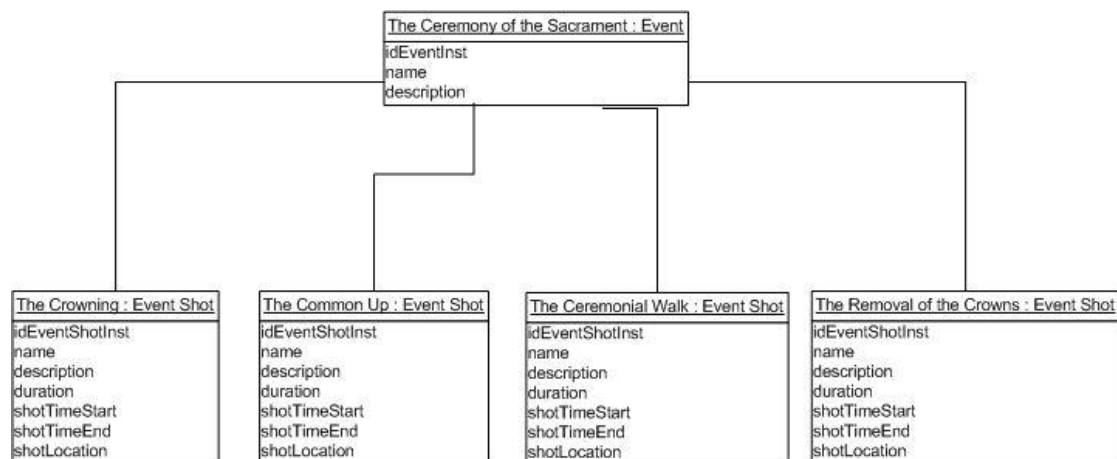 The Ceremony of the Sacrament : Event
idEventInst
name
description
The Crowning : Event Shot
idEventShotInst
name
description
duration
shotTimeStart
shotTimeEnd
shotLocation
The Common Up : Event Shot
idEventShotInst
name
description
duration
shotTimeStart
shotTimeEnd
shotLocation
The Ceremonial Walk : Event Shot
idEventShotInst
name
description
duration
shotTimeStart
shotTimeEnd
shotLocation
The Removal of the Crowns : Event Shot
idEventShotInst
name
description
duration
shotTimeStart
shotTimeEnd
shotLocation